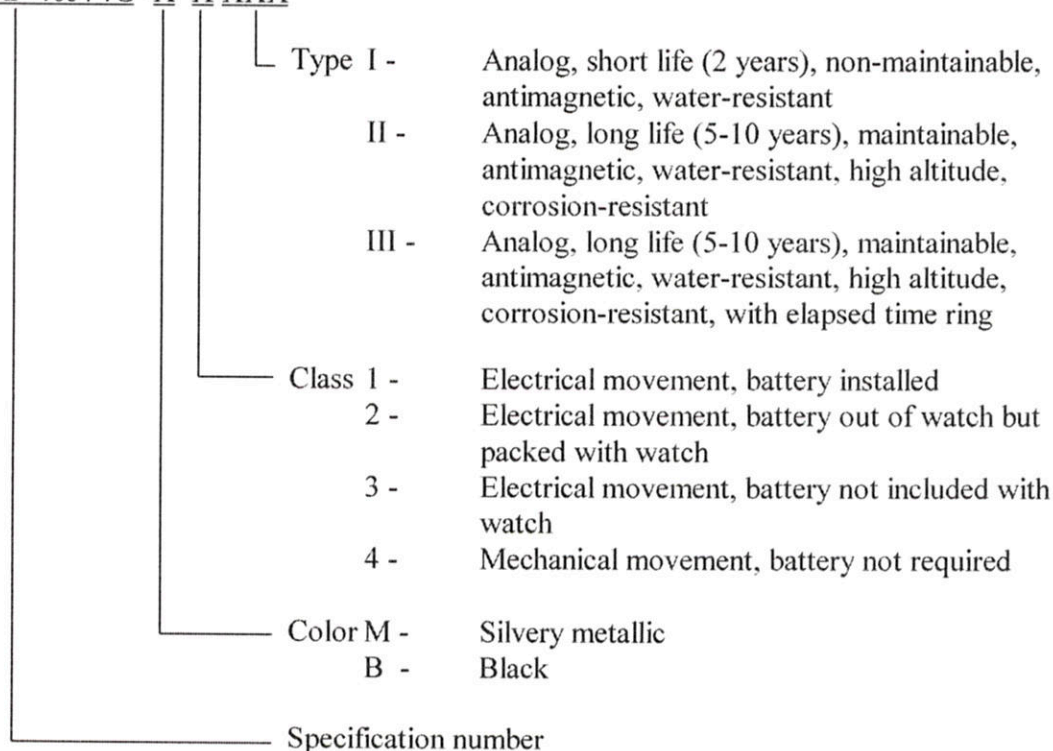 Type I - Analog, short life (2 years), non-maintainable,
antimagnetic, water-resistant
II - Analog, long life (5-10 years), maintainable,
antimagnetic, water-resistant, high altitude,
corrosion-resistant
III - Analog, long life (5-10 years), maintainable,
antimagnetic, water-resistant, high altitude,
corrosion-resistant, with elapsed time ring
Class 1 - Electrical movement, battery installed
2 - Electrical movement, battery out of watch but
packed with watch
3 - Electrical movement, battery not included with
watch
4 - Mechanical movement, battery not required
Color M - Silvery metallic
B - Black
Specification number